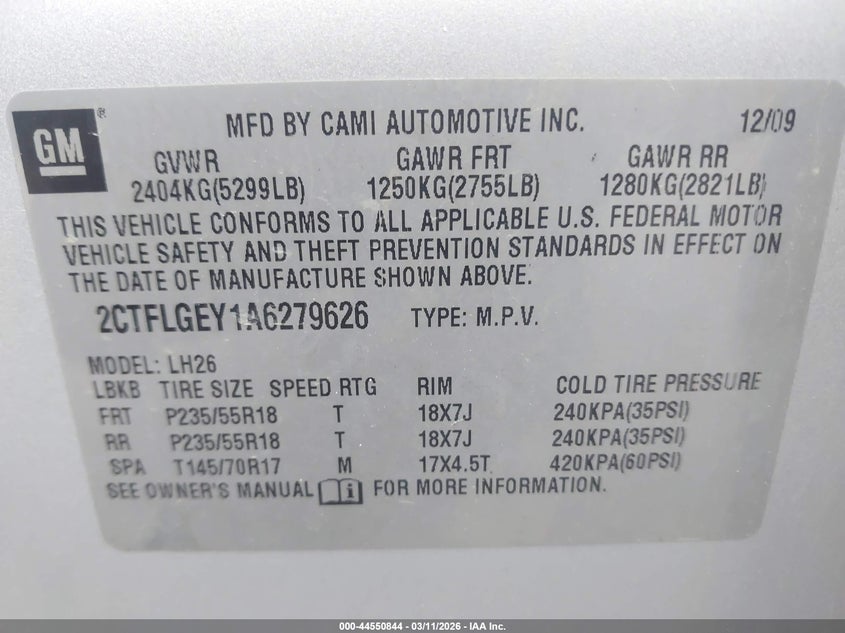 GM ®
MFD BY CAMI AUTOMOTIVE INC. 12/09
GVWR GAWR FRT GAWR RR
2404KG(5299LB) 1250KG(2755LB) 1280KG(2821LB)
THIS VEHICLE CONFORMS TO ALL APPLICABLE U.S. FEDERAL MOTOR
VEHICLE SAFETY AND THEFT PREVENTION STANDARDS IN EFFECT ON
THE DATE OF MANUFACTURE SHOWN ABOVE.
2CTFLGEY1A6279626 TYPE: M.P.V.
MODEL: LH26
LBKB TIRE SIZE SPEED RTG RIM COLD TIRE PRESSURE
FRT P235/55R18 T 18X7J 240KPA(35PSI)
RR P235/55R18 T 18X7J 240KPA(35PSI)
SPA T145/70R17 M 17X4.5T 420KPA(60PSI)
SEE OWNER'S MANUAL i FOR MORE INFORMATION.
000-44550844 - 03/11/2026 - IAA Inc.